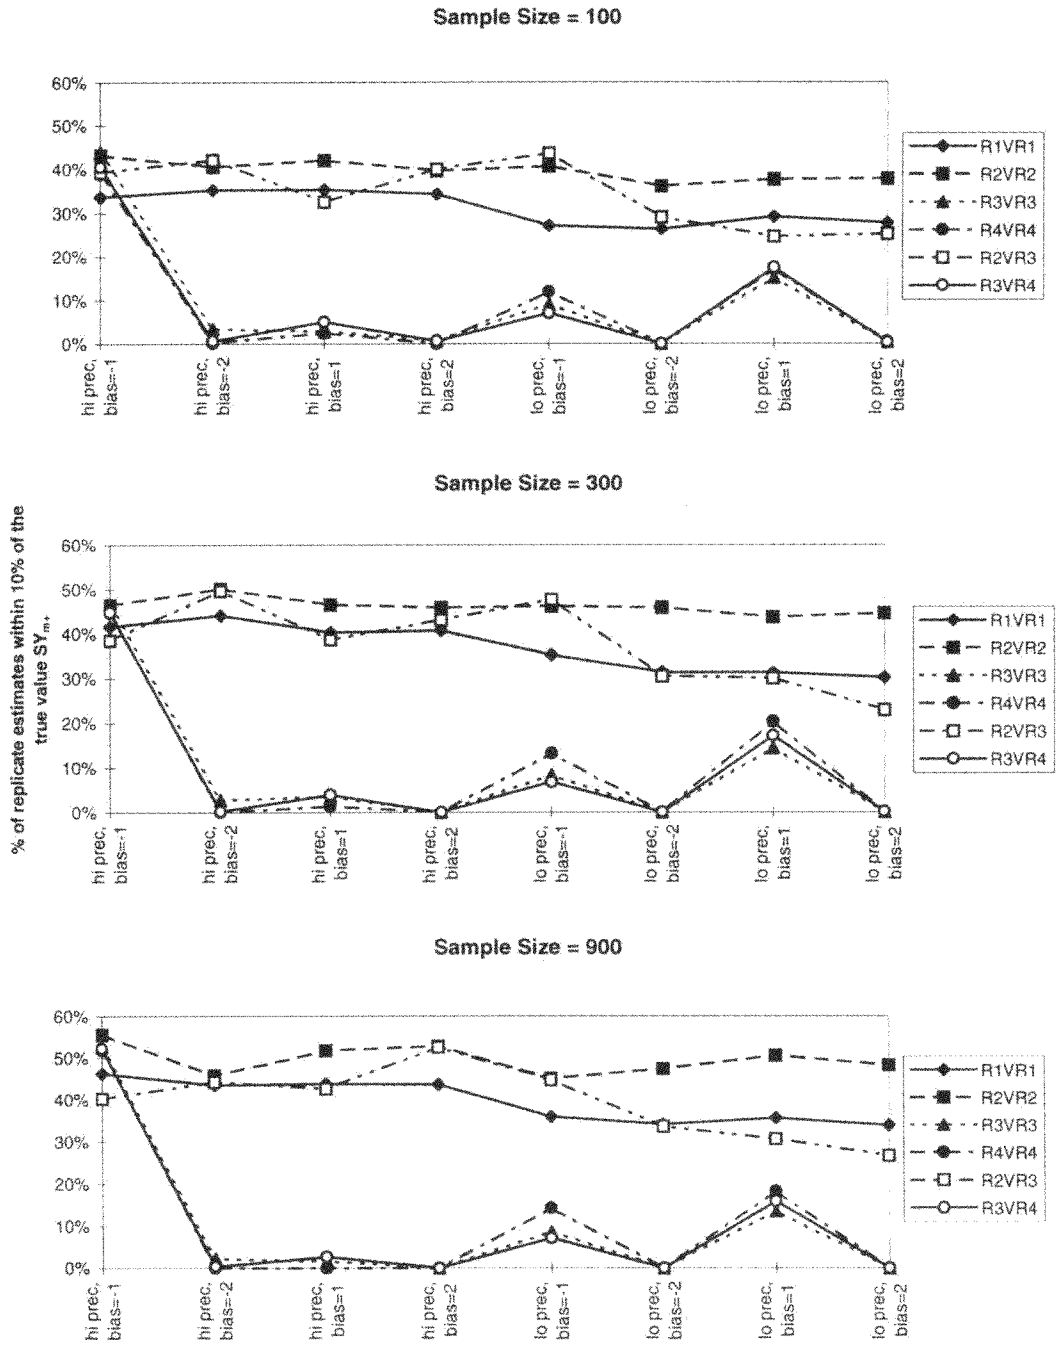 Sample Size = 100
60%
50%
40%
30%
20%
10%
0%
hi prec, bias=-1
hi prec, bias=-2
hi prec, bias=1
hi prec, bias=2
lo prec, bias=-1
lo prec, bias=-2
lo prec, bias=1
lo prec, bias=2
R1VR1
R2VR2
R3VR3
R4VR4
R2VR3
R3VR4
% of replicate estimates within 10% of the
true value SYm+
Sample Size = 300
60%
50%
40%
30%
20%
10%
0%
hi prec, bias=-1
hi prec, bias=-2
hi prec, bias=1
hi prec, bias=2
lo prec, bias=-1
lo prec, bias=-2
lo prec, bias=1
lo prec, bias=2
R1VR1
R2VR2
R3VR3
R4VR4
R2VR3
R3VR4
Sample Size = 900
60%
50%
40%
30%
20%
10%
0%
hi prec, bias=-1
hi prec, bias=-2
hi prec, bias=1
hi prec, bias=2
lo prec, bias=-1
lo prec, bias=-2
lo prec, bias=1
lo prec, bias=2
R1VR1
R2VR2
R3VR3
R4VR4
R2VR3
R3VR4